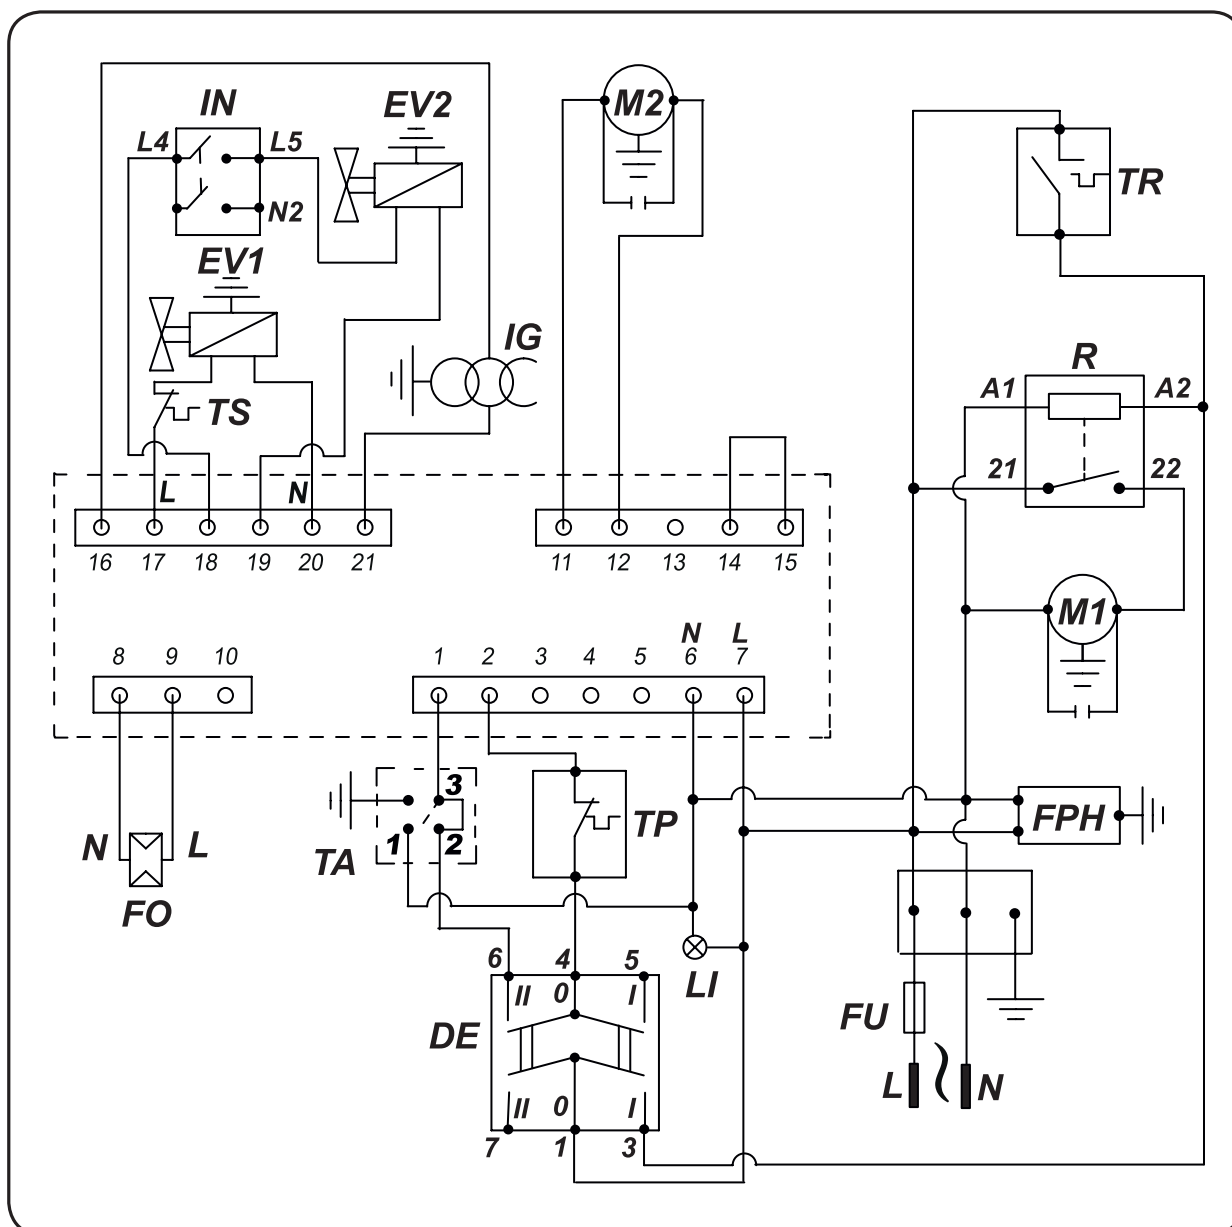 IN
EV2
M2
L4
L5
TR
N2
EV1
IG
R
A1
A2
TS
21
22
L
N
16 17 18 19 20 21
11 12 13 14 15
M1
N L
8 9 10
1 2 3 4 5 6 7
3
TP
FPH
N
L
1
2
TA
FO
6 4 5
LI
II 0 I
FU
DE
L
N
II 0 I
7 1 3